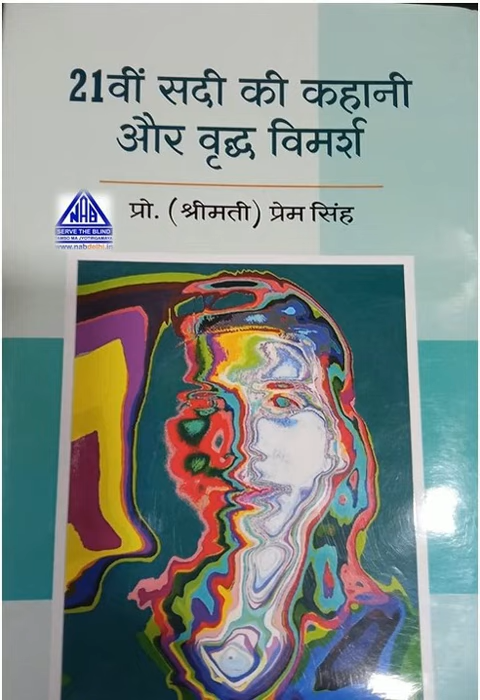 21वीं सदी की कहानी
और वृद्ध विमर्श
प्रो. (श्रीमती) प्रेम सिंह
NAB
SERVE THE BLIND
www.nabdelhi.in